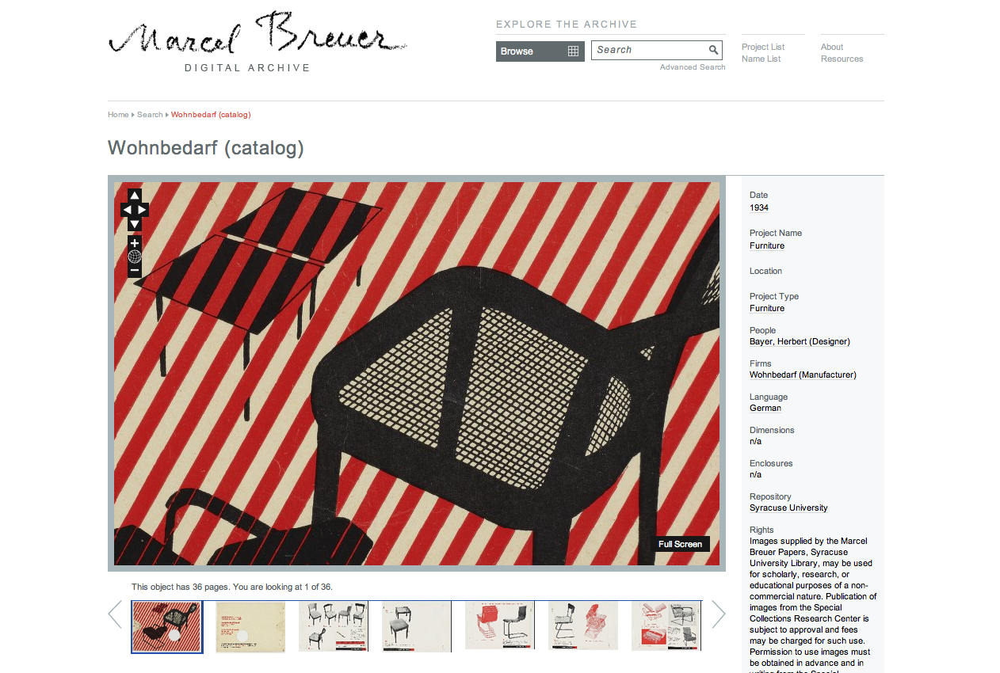 Marcel Breuer
DIGITAL ARCHIVE
EXPLORE THE ARCHIVE
Browse
Search
Advanced Search
Project List
Name List
About
Resources
Home Search Wohnbedarf (catalog)
Wohnbedarf (catalog)
Full Screen
This object has 36 pages. You are looking at 1 of 36.
Date
1934
Project Name
Furniture
Location
Project Type
Furniture
People
Bayer, Herbert (Designer)
Firms
Wohnbedarf (Manufacturer)
Language
German
Dimensions
n/a
Enclosures
n/a
Repository
Syracuse University
Rights
Images supplied by the Marcel
Breuer Papers, Syracuse
University Library, may be used
for scholarly, research, or
educational purposes of a non-
commercial nature. Publication of
images from the Special
Collections Research Center is
subject to approval and fees
may be charged for such use.
Permission to use images must
be obtained in advance and in
writing from the Special